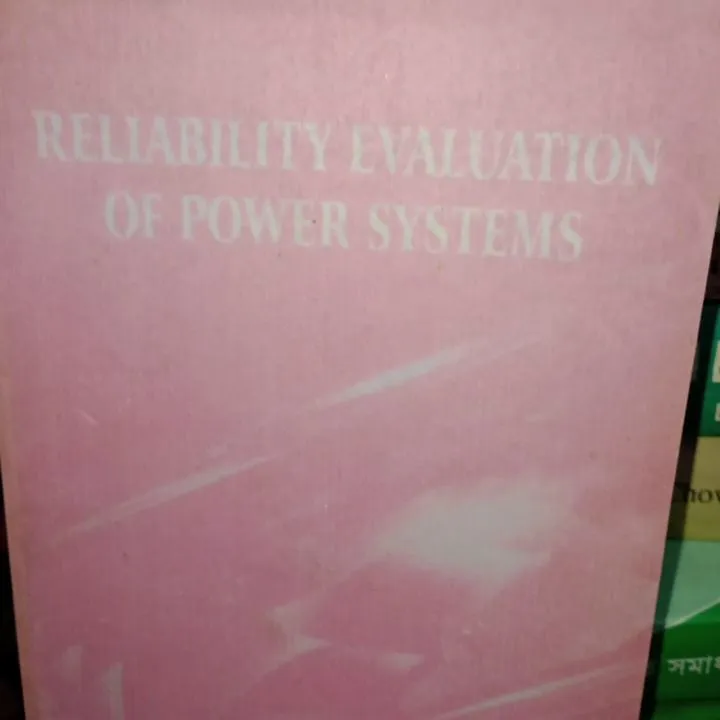 RELIABILITY EVALUATION
OF POWER SYSTEMS